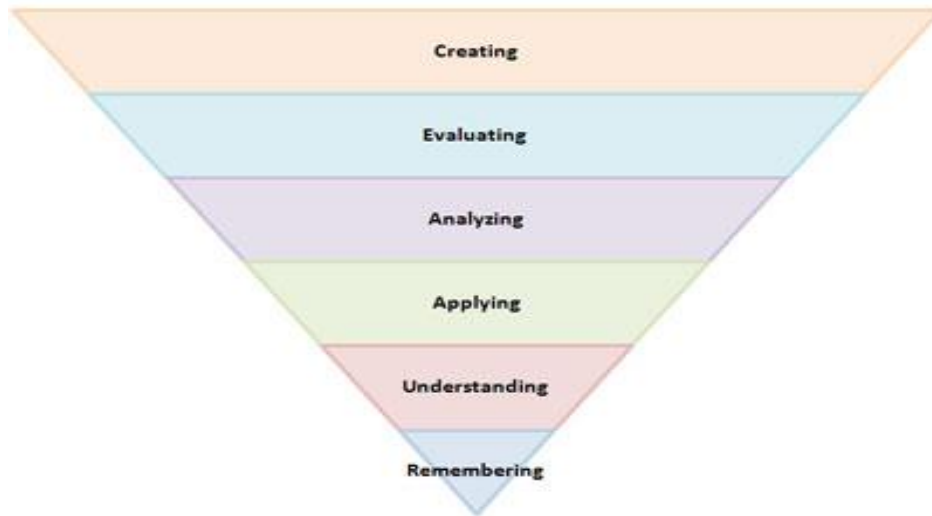 Creating
Evaluating
Analyzing
Applying
Understanding
Remembering